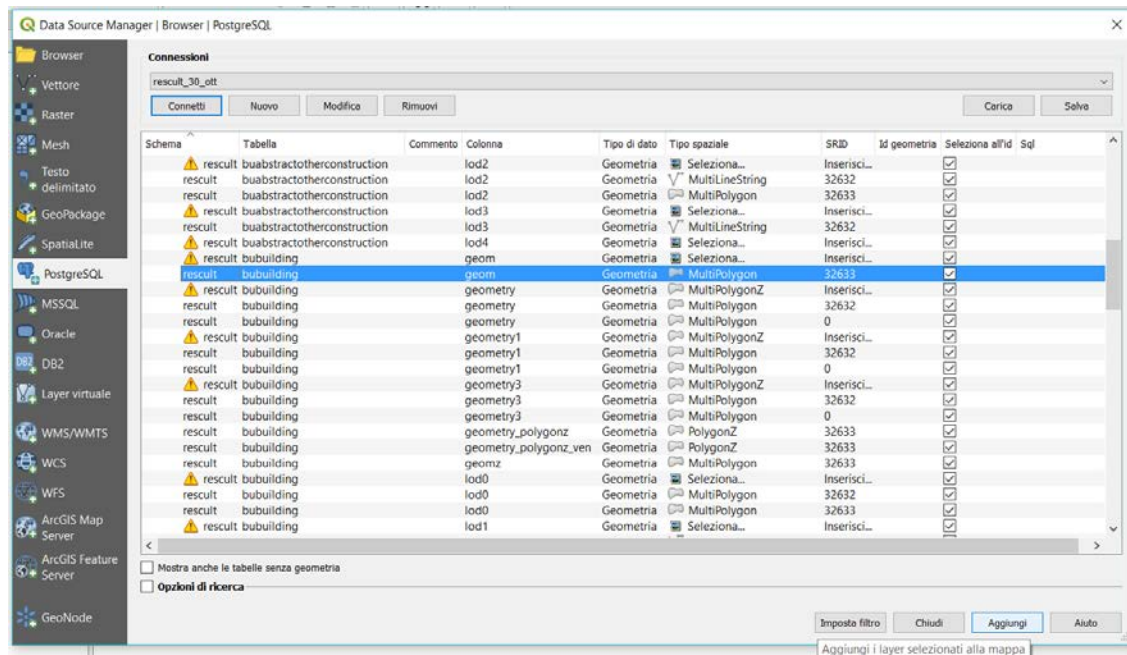 Data Source Manager | Browser | PostgreSQL
Browser
Vettore
Raster
Mesh
Testo delimitato
GeoPackage
SpatiaLite
PostgreSQL
MSSQL
Oracle
DB2
Layer virtuale
WMS/WMTS
WCS
WFS
ArcGIS Map Server
ArcGIS Feature Server
GeoNode
Connessioni
rescult_30_ott
Connetti Nuovo Modifica Rimuovi Carica Salva
Schema Tabella Commento Colonna Tipo di dato Tipo spaziale SRID Id geometria Seleziona all'id Sql
rescult buabstractotherconstruction lod2 Geometria Seleziona... Inserisci...
rescult buabstractotherconstruction lod2 Geometria MultiLineString 32632
rescult buabstractotherconstruction lod2 Geometria MultiPolygon 32633
rescult buabstractotherconstruction lod3 Geometria Seleziona... Inserisci...
rescult buabstractotherconstruction lod3 Geometria MultiLineString 32632
rescult buabstractotherconstruction lod4 Geometria Seleziona... Inserisci...
rescult bubuilding geom Geometria Seleziona... Inserisci...
rescult bubuilding geom Geometria MultiPolygon 32633
rescult bubuilding geometry Geometria MultiPolygonZ Inserisci...
rescult bubuilding geometry Geometria MultiPolygon 32632
rescult bubuilding geometry Geometria MultiPolygon 0
rescult bubuilding geometry1 Geometria MultiPolygonZ Inserisci...
rescult bubuilding geometry1 Geometria MultiPolygon 32632
rescult bubuilding geometry1 Geometria MultiPolygon 0
rescult bubuilding geometry3 Geometria MultiPolygonZ Inserisci...
rescult bubuilding geometry3 Geometria MultiPolygon 32632
rescult bubuilding geometry3 Geometria MultiPolygon 0
rescult bubuilding geometry_polygonz Geometria PolygonZ 32633
rescult bubuilding geometry_polygonz_ven Geometria PolygonZ 32633
rescult bubuilding geomz Geometria MultiPolygon 32633
rescult bubuilding lod0 Geometria Seleziona... Inserisci...
rescult bubuilding lod0 Geometria MultiPolygon 32632
rescult bubuilding lod0 Geometria MultiPolygon 32633
rescult bubuilding lod1 Geometria Seleziona... Inserisci...
Mostra anche le tabelle senza geometria
Opzioni di ricerca
Imposta filtro Chiudi Aggiungi Aiuto
Aggiungi i layer selezionati alla mappa